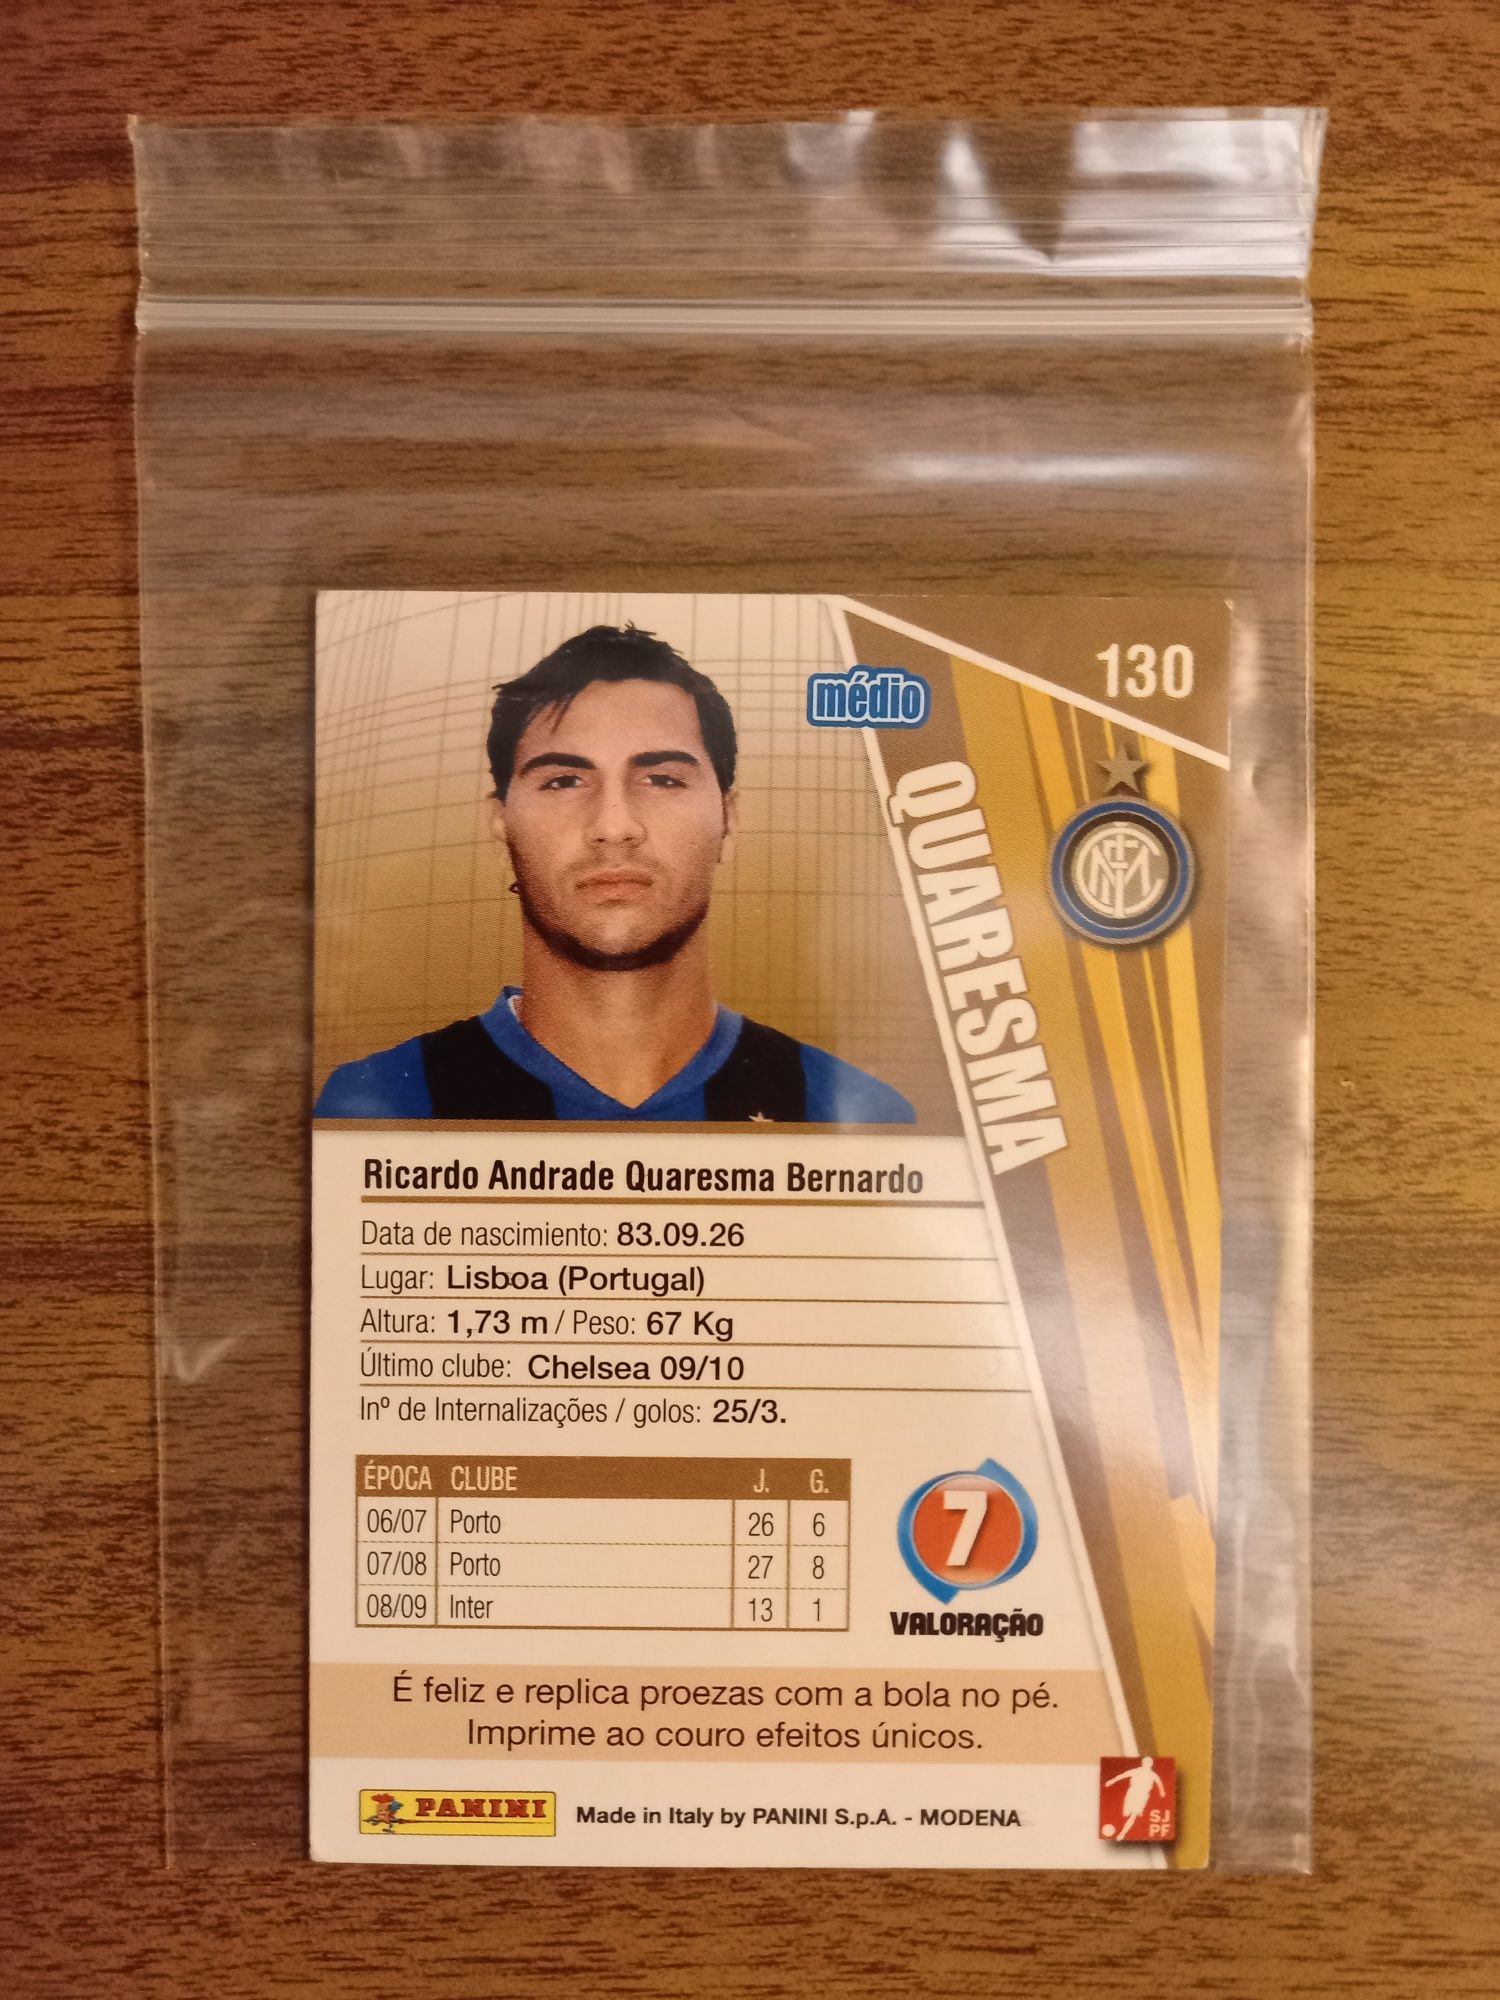 130
médio
QUARESMA
Ricardo Andrade Quaresma Bernardo
Data de nascimiento: 83.09.26
Lugar: Lisboa (Portugal)
Altura: 1,73 m / Peso: 67 Kg
Último clube: Chelsea 09/10
Inº de Internalizações / golos: 25/3.
ÉPOCA CLUBE J. G.
06/07 Porto 26 6
07/08 Porto 27 8
08/09 Inter 13 1
7
VALORAÇÃO
É feliz e replica proezas com a bola no pé.
Imprime ao couro efeitos únicos.
PANINI Made in Italy by PANINI S.p.A. - MODENA
SJ
PF